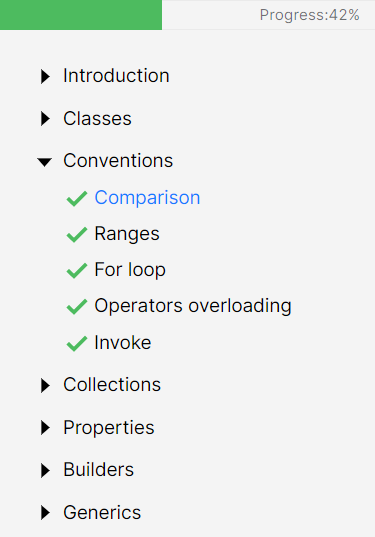 Progress:42%
Introduction
Classes
Conventions
Comparison
Ranges
For loop
Operators overloading
Invoke
Collections
Properties
Builders
Generics